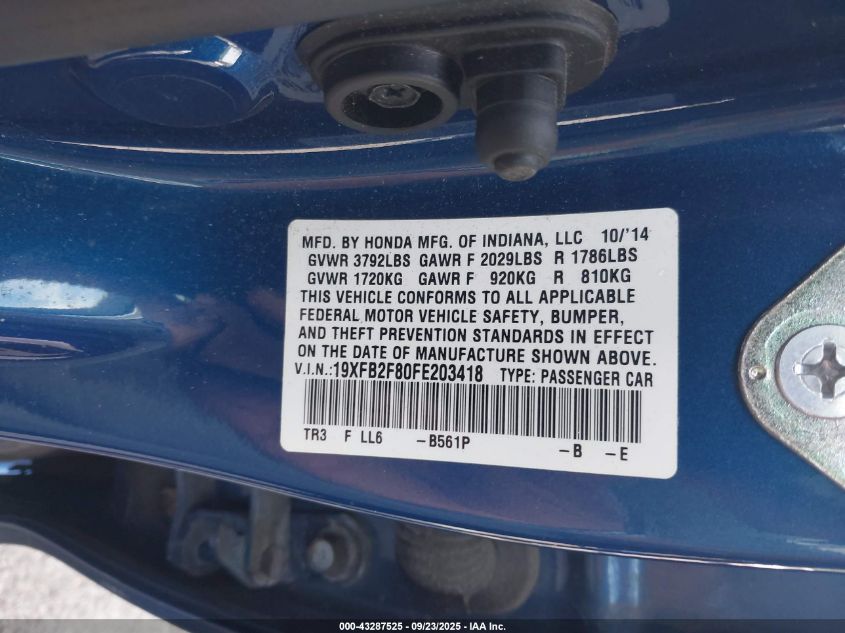 MFD. BY HONDA MFG. OF INDIANA, LLC 10/'14
GVWR 3792LBS GAWR F 2029LBS R 1786LBS
GVWR 1720KG GAWR F 920KG R 810KG
THIS VEHICLE CONFORMS TO ALL APPLICABLE
FEDERAL MOTOR VEHICLE SAFETY, BUMPER,
AND THEFT PREVENTION STANDARDS IN EFFECT
ON THE DATE OF MANUFACTURE SHOWN ABOVE.
V.I.N.:19XFB2F80FE203418 TYPE: PASSENGER CAR
TR3 F LL6 -B561P -B -E
000-43287525 - 09/23/2025 - IAA Inc.